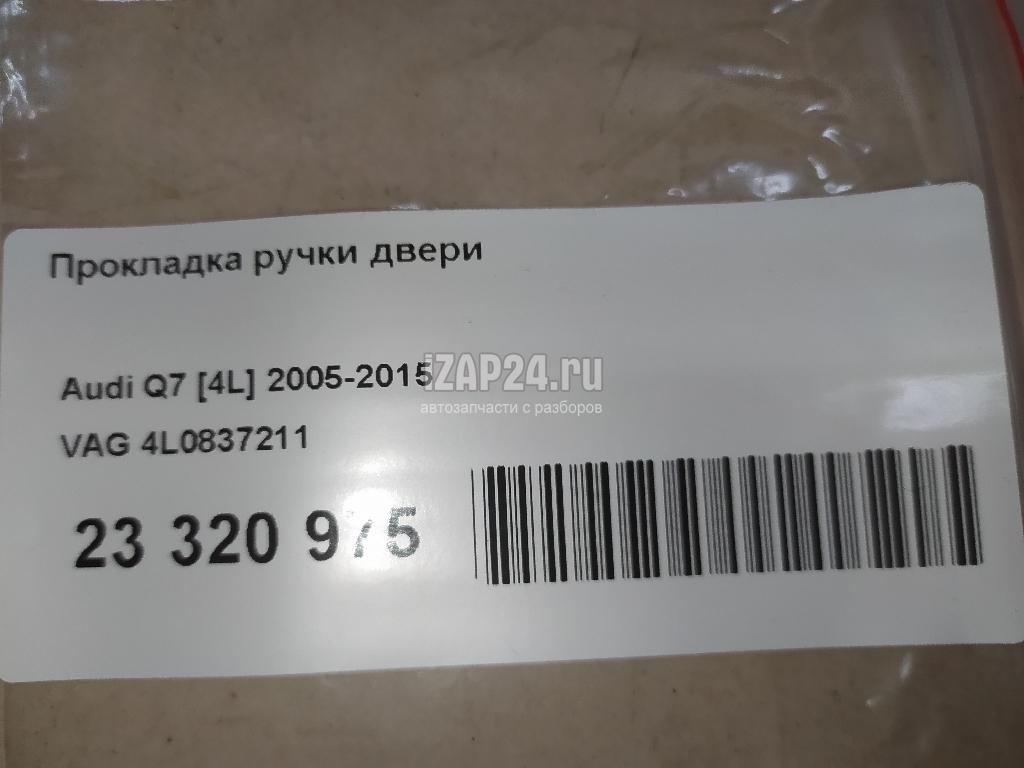 Прокладка ручки двери
Audi Q7 [4L] 2005-2015
iZAP24.ru
автозапчасти с разборов
VAG 4L0837211
23 320 975